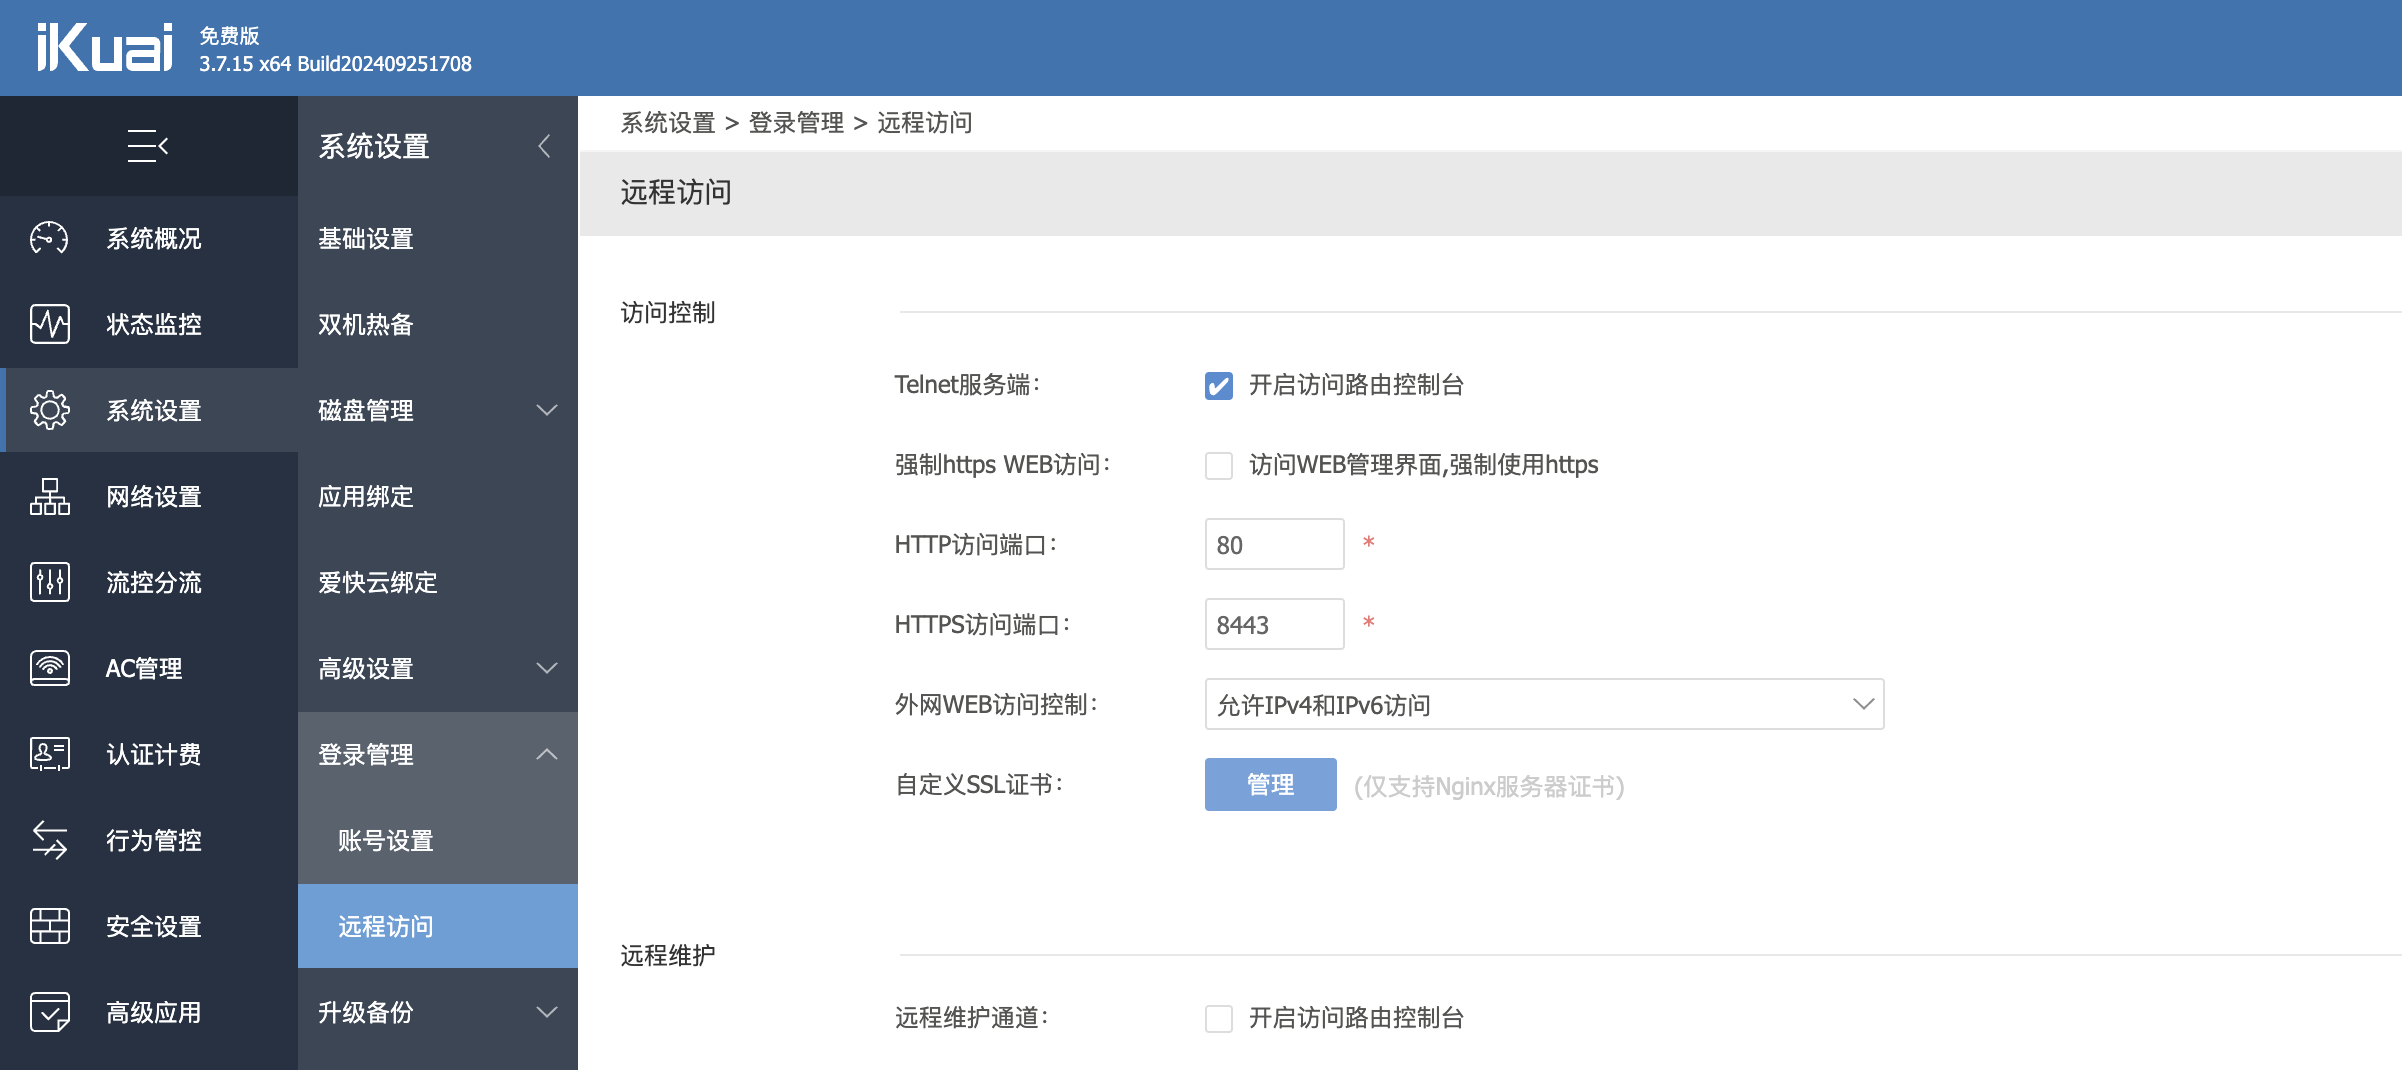 iKuai
免费版
3.7.15 x64 Build202409251708
系统概况
状态监控
系统设置
网络设置
流控分流
AC管理
认证计费
行为管控
安全设置
高级应用
系统设置
基础设置
双机热备
磁盘管理
应用绑定
爱快云绑定
高级设置
登录管理
账号设置
远程访问
升级备份
系统设置 > 登录管理 > 远程访问
远程访问
访问控制
Telnet服务端： 开启访问路由控制台
强制https WEB访问： 访问WEB管理界面,强制使用https
HTTP访问端口： 80 *
HTTPS访问端口： 8443 *
外网WEB访问控制： 允许IPv4和IPv6访问
自定义SSL证书： 管理 (仅支持Nginx服务器证书)
远程维护
远程维护通道： 开启访问路由控制台